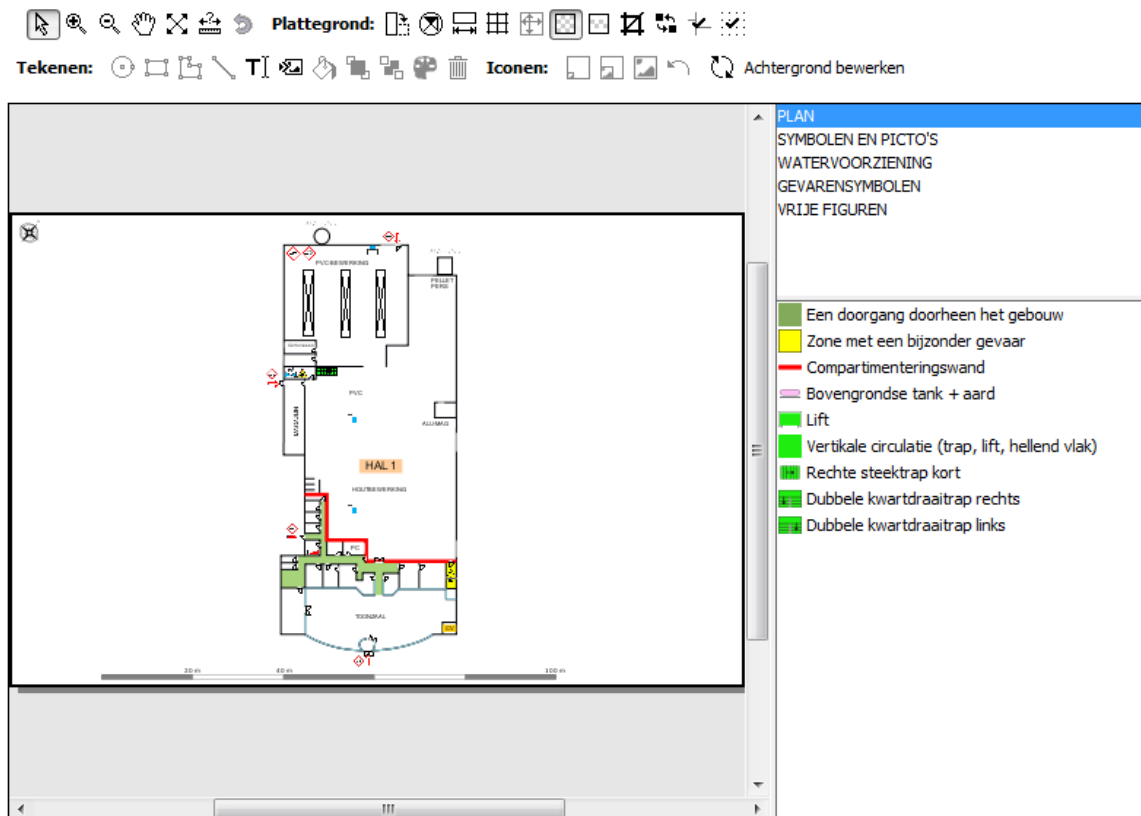 Plattegrond:
Tekenen:
Iconen:
Achtergrond bewerken
PLAN
SYMBOLEN EN PICTO'S
WATERVOORZIENING
GEVARENSYMBOLEN
VRIJE FIGUREN
Een doorgang doorheen het gebouw
Zone met een bijzonder gevaar
Compartimenteringswand
Bovengrondse tank + aard
Lift
Vertikale circulatie (trap, lift, hellend vlak)
Rechte steektrap kort
Dubbele kwartdraaitrap rechts
Dubbele kwartdraaitrap links
PVC-BEWERKING
PELLET
PERS
PVC
MAGAZIJN
ALU-MAG
HAL 1
HOUTBEWERKING
PC
TOONZAAL
20 m
40 m
100 m